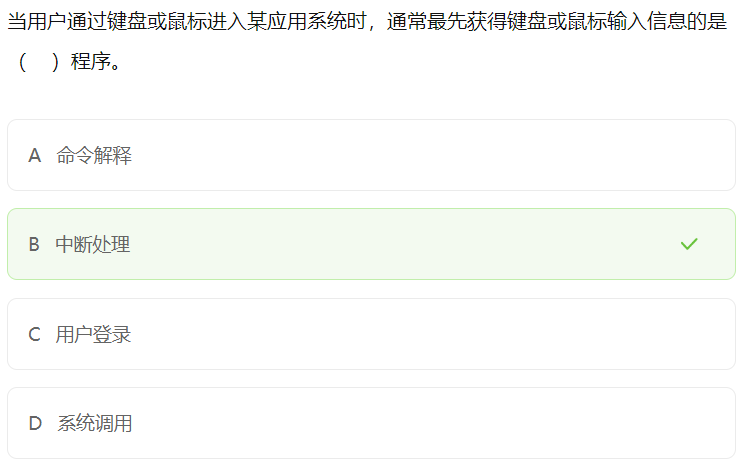 当用户通过键盘或鼠标进入某应用系统时，通常最先获得键盘或鼠标输入信息的是
（　）程序。
A 命令解释
B 中断处理
C 用户登录
D 系统调用